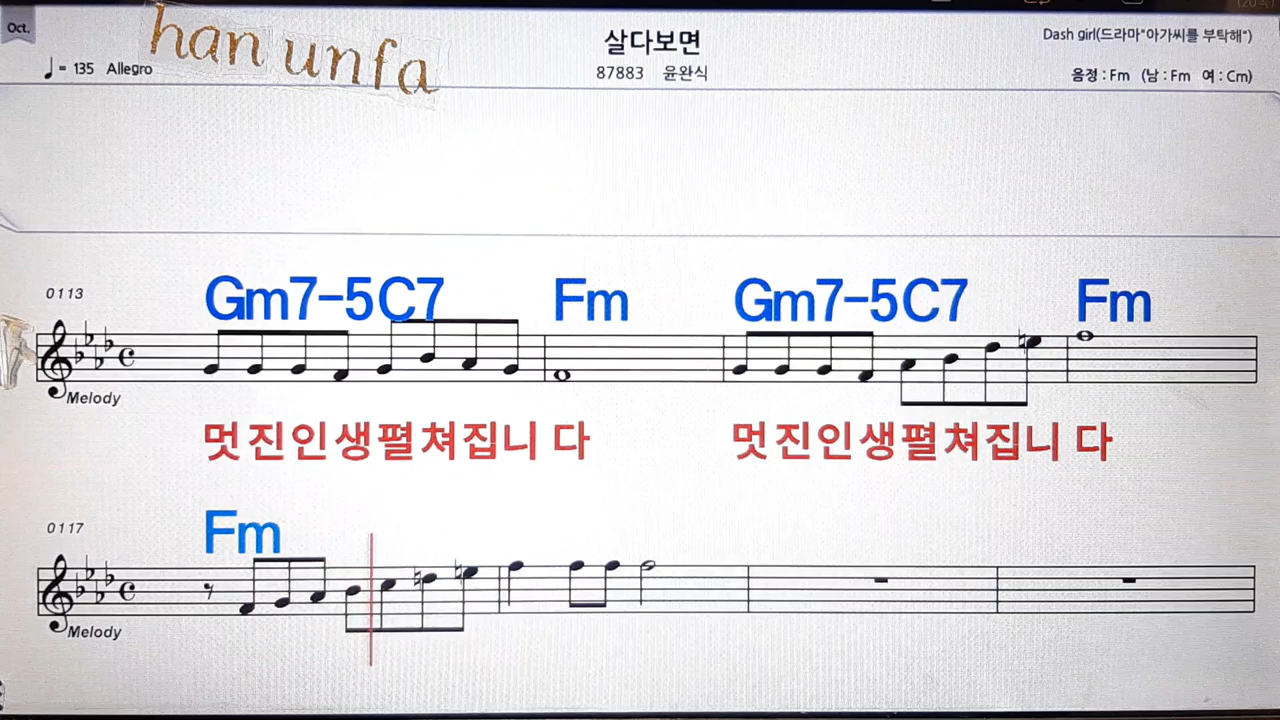 Oct.
han unfa
♩= 135 Allegro
살다보면
87883 윤완식
Dash girl(드라마"아가씨를 부탁해")
음정 : Fm (남 : Fm 여 : Cm)
0113
Gm7-5C7 Fm Gm7-5C7 Fm
Melody
멋진인생펼쳐집니 다 멋진인생펼쳐집니 다
0117
Fm
Melody